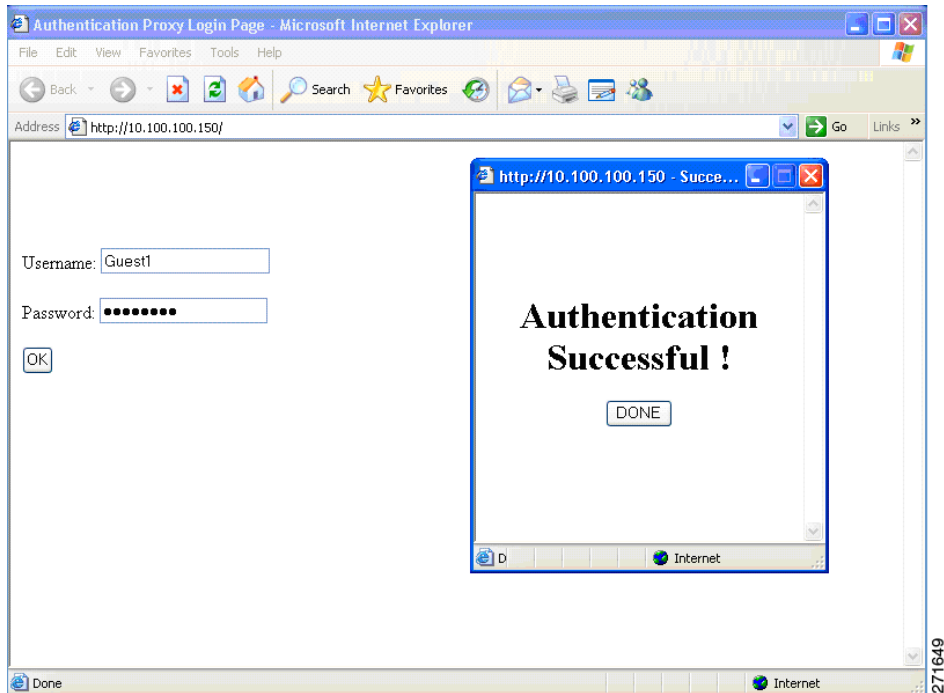 Authentication Proxy Login Page - Microsoft Internet Explorer
File Edit View Favorites Tools Help
Back Search Favorites
Address http://10.100.100.150/ Go Links »
http://10.100.100.150 - Succe...
Username: Guest1
Password: ••••••••
OK
Authentication
Successful !
DONE
D Internet
Done Internet
271649